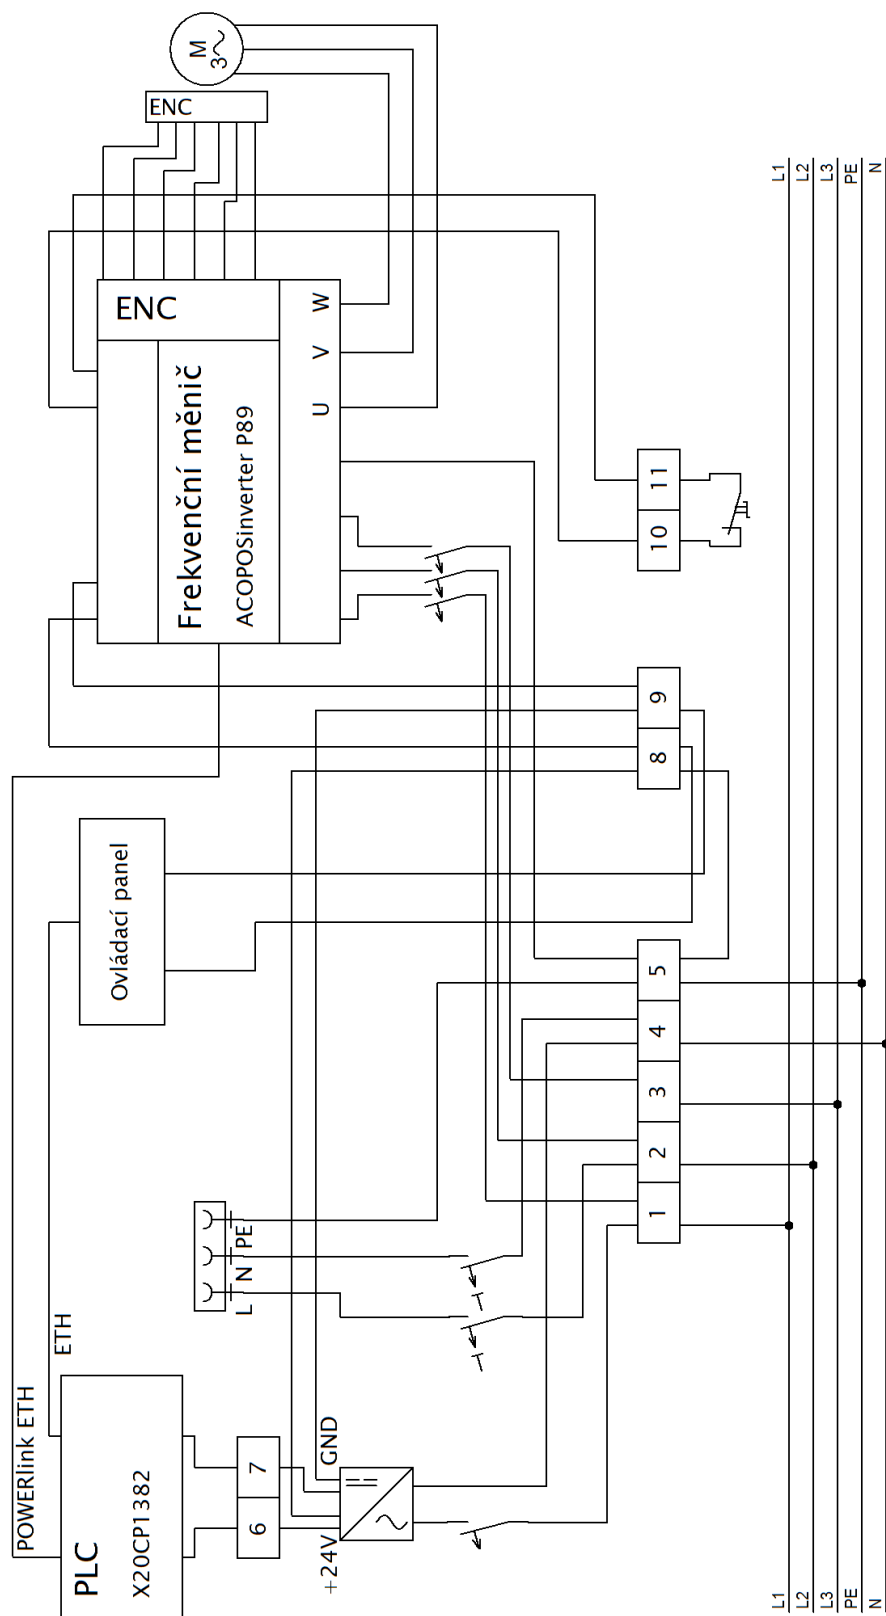 M
3
ENC
ENC
Frekvenční měnič
ACOPOSinverter P89
U
V
W
L1
L2
L3
PE
N
10
11
8
9
Ovládací panel
1
2
3
4
5
L
N
PE
ETH
POWERlink ETH
PLC
X20CP1382
6
7
+24V
GND
L1
L2
L3
PE
N